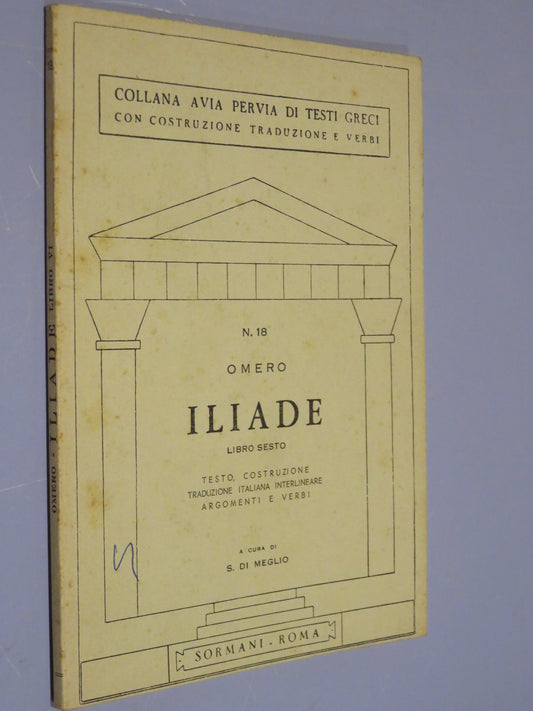 COLLANA AVIA PERVIA DI TESTI GRECI
CON COSTRUZIONE TRADUZIONE E VERBI
N. 18
OMERO
ILIADE
LIBRO SESTO
TESTO, COSTRUZIONE
TRADUZIONE ITALIANA INTERLINEARE
ARGOMENTI E VERBI
A CURA DI
S. DI MEGLIO
SORMANI - ROMA
OMERO - ILIADE LIBRO VI